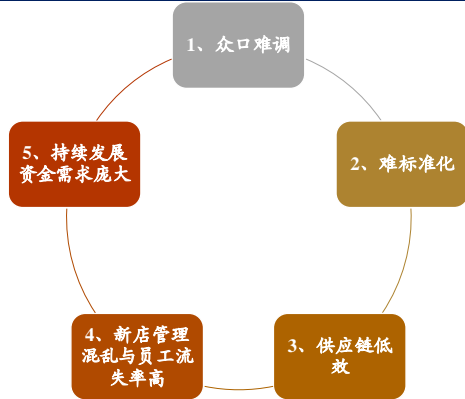 1、众口难调
2、难标准化
3、供应链低
效
4、新店管理
混乱与员工流
失率高
5、持续发展
资金需求庞大